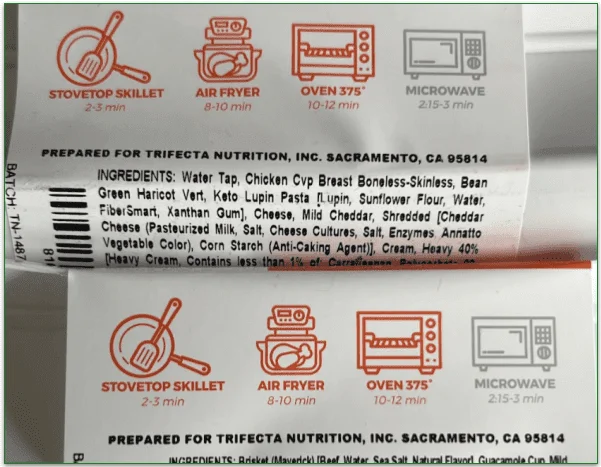 STOVETOP SKILLET
2-3 min
AIR FRYER
8-10 min
OVEN 375°
10-12 min
MICROWAVE
2:15-3 min
PREPARED FOR TRIFECTA NUTRITION, INC. SACRAMENTO, CA 95814
BATCH: TN-1487
INGREDIENTS: Water Tap, Chicken Cvp Breast Boneless-Skinless, Bean
Green Haricot Vert, Keto Lupin Pasta [Lupin, Sunflower Flour, Water,
FiberSmart, Xanthan Gum], Cheese, Mild Cheddar, Shredded [Cheddar
Cheese (Pasteurized Milk, Salt, Cheese Cultures, Salt, Enzymes, Annatto
Vegetable Color), Corn Starch (Anti-Caking Agent)], Cream, Heavy 40%
[Heavy Cream, Contains less than 1% of Carrageenan
STOVETOP SKILLET
2-3 min
AIR FRYER
8-10 min
OVEN 375°
10-12 min
MICROWAVE
2:15-3 min
PREPARED FOR TRIFECTA NUTRITION, INC. SACRAMENTO, CA 95814
INGREDIENTS: Brisket (Maverick) [Beef, Water, Sea Salt, Natural Flavor], Guacamole Cup, Mild